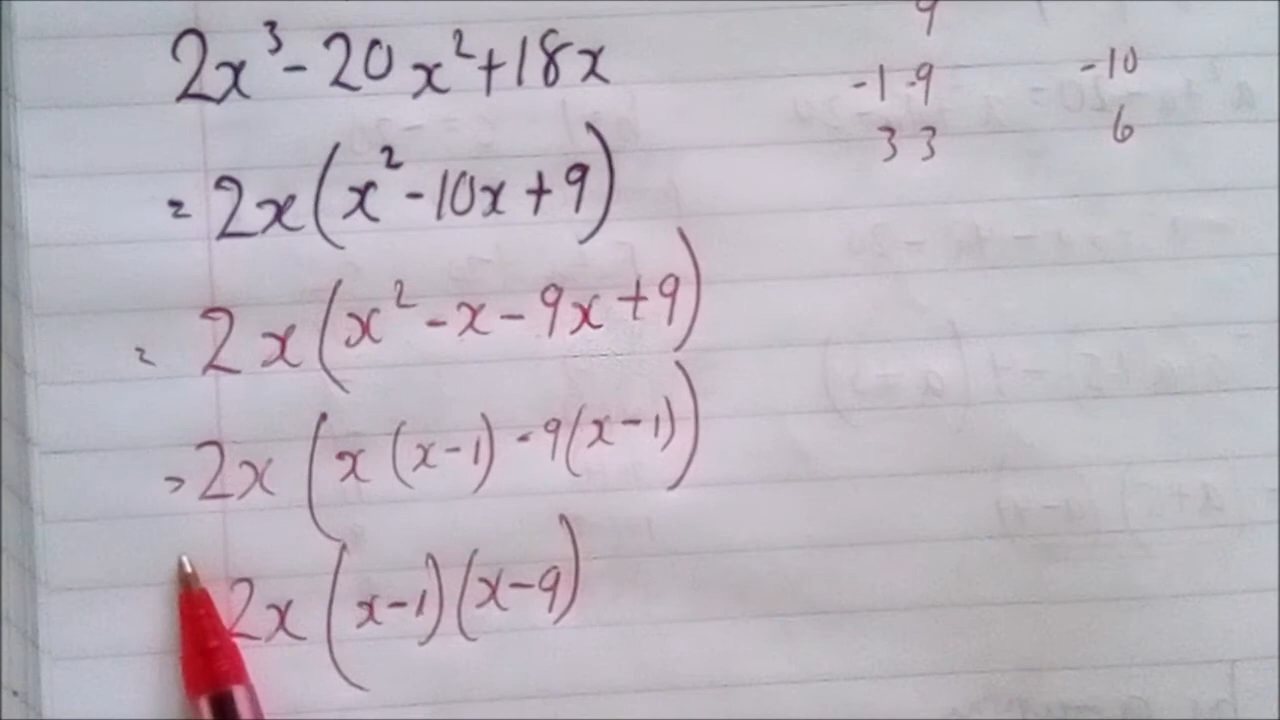 2x³ - 20x² + 18x
= 2x(x² - 10x + 9)
= 2x(x² - x - 9x + 9)
= 2x(x(x-1) - 9(x-1))
2x(x-1)(x-9)
9
-1 -9 -10
3 3 6